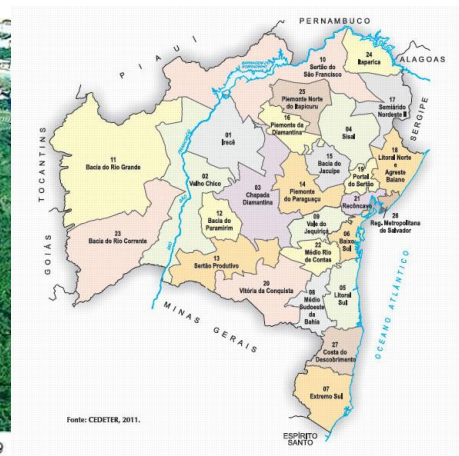 PERNAMBUCO
PIAUÍ
ALAGOAS
SERGIPE
TOCANTINS
GOIÁS
MINAS GERAIS
ESPÍRITO
SANTO
OCEANO ATLÂNTICO
24
Itaparica
10
Sertão do
São Francisco
25
Piemonte Norte
do Itapicuru
17
Semiárido
Nordeste II
16
Piemonte da
Diamantina
04
Sisal
01
Irecê
11
Bacia do Rio Grande
15
Bacia do
Jacuípe
18
Litoral Norte
e
Agreste
Baiano
19
Portal
do Sertão
02
Velho Chico
03
Chapada
Diamantina
14
Piemonte
do Paraguaçu
21
Recôncavo
26
Reg. Metropolitana
de Salvador
12
Bacia do
Paramirim
09
Vale do
Jequiriça
06
Baixo
Sul
23
Bacia do Rio Corrente
22
Médio Rio
de Contas
13
Sertão Produtivo
20
Vitória da Conquista
08
Médio
Sudoeste
da
Bahia
05
Litoral
Sul
27
Costa do
Descobrimento
07
Extremo Sul
Fonte: CEDETER, 2011.